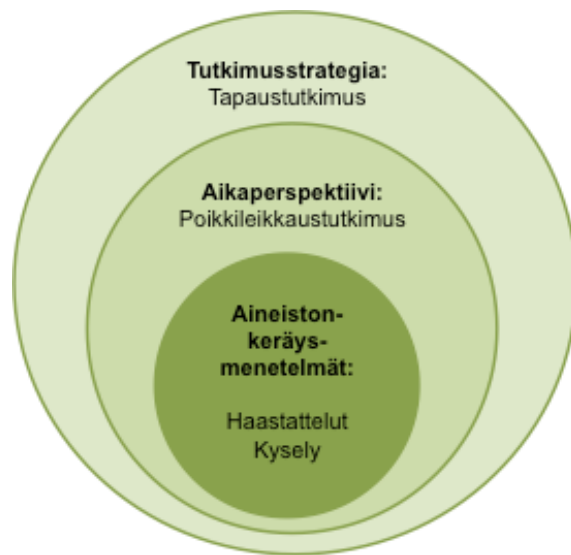 Tutkimusstrategia:
Tapaustutkimus
Aikaperspektiivi:
Poikkileikkaustutkimus
Aineiston-
keräys-
menetelmät:
Haastattelut
Kysely